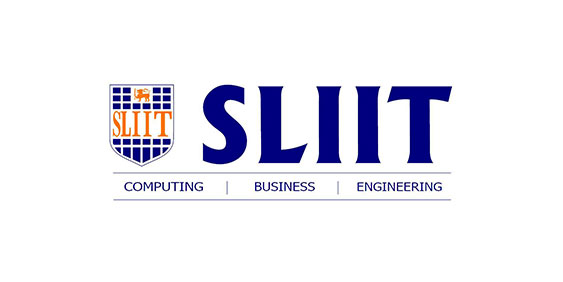 SLIIT
SLIIT
COMPUTING | BUSINESS | ENGINEERING